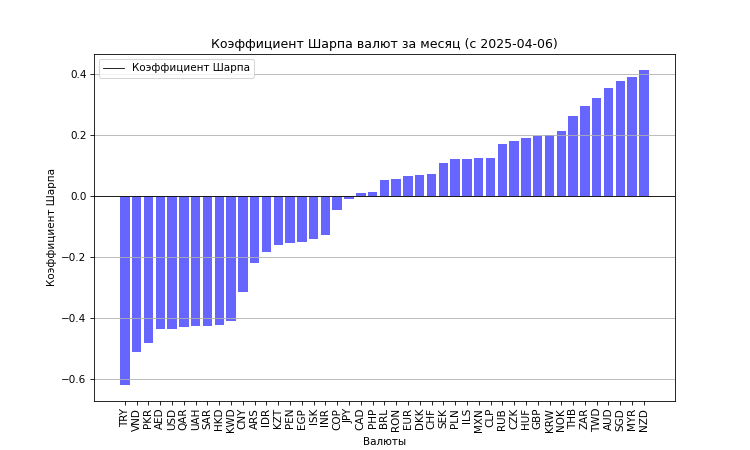 Коэффициент Шарпа валют за месяц (с 2025-04-06)
Коэффициент Шарпа
0.4
0.2
0.0
−0.2
−0.4
−0.6
Коэффициент Шарпа
TRY VND PKR AED USD QAR UAH SAR HKD KWD CNY ARS IDR KZT PEN EGP ISK INR COP JPY CAD PHP BRL RON EUR DKK CHF SEK PLN ILS MXN CLP RUB CZK HUF GBP KRW NOK THB ZAR TWD AUD SGD MYR NZD
Валюты